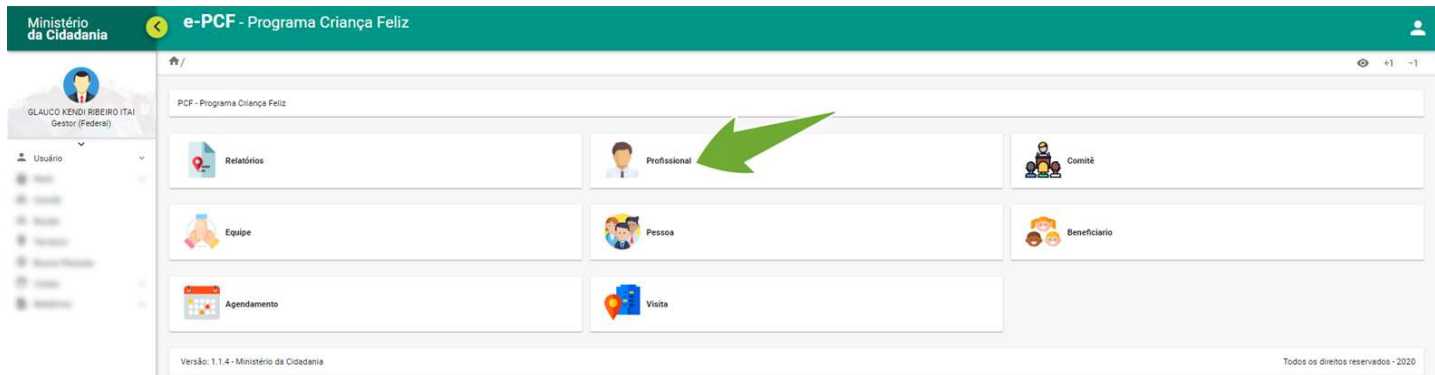 Ministério
da Cidadania
e-PCF - Programa Criança Feliz
/
+1 -1
GLAUCO KENDI RIBEIRO ITAI
Gestor (Federal)
Usuário
PCF - Programa Criança Feliz
Relatórios
Profissional
Comitê
Equipe
Pessoa
Beneficiario
Agendamento
Visita
Versão: 1.1.4 - Ministério da Cidadania
Todos os direitos reservados - 2020